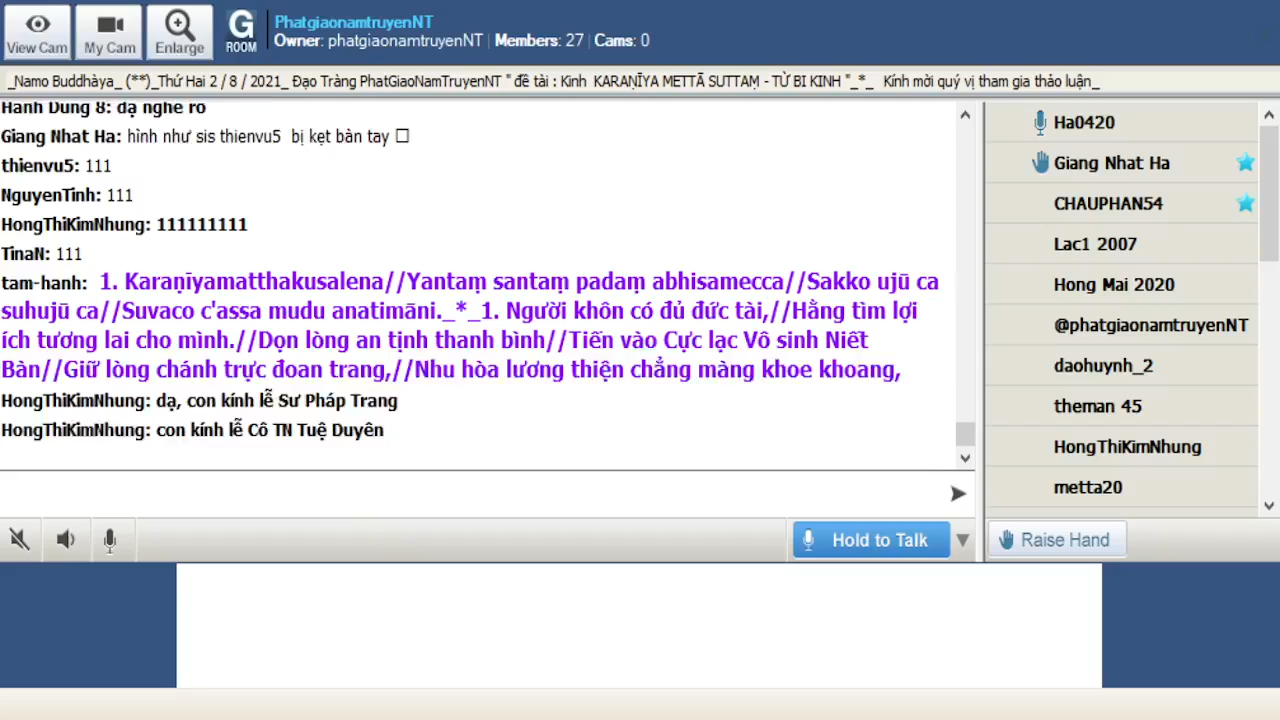 PhatgiaonamtruyenNT
View Cam My Cam Enlarge G ROOM Owner: phatgiaonamtruyenNT | Members: 27 | Cams: 0
_Namo Buddhàya_ (**)_Thứ Hai 2 / 8 / 2021_ Đạo Tràng PhatGiaoNamTruyenNT " đề tài : Kinh KARAṆĪYA METTĀ SUTTAṂ - TỪ BI KINH "_*_ Kính mời quý vị tham gia thảo luận_
Hanh Dung 8: dạ nghe rõ
Giang Nhat Ha: hình như sis thienvu5 bị kẹt bàn tay □
thienvu5: 111
NguyenTinh: 111
HongThiKimNhung: 111111111
TinaN: 111
tam-hanh: 1. Karaṇīyamatthakusalena//Yantaṃ santaṃ padaṃ abhisamecca//Sakko ujū ca
suhujū ca//Suvaco c'assa mudu anatimāni._*_1. Người khôn có đủ đức tài,//Hằng tìm lợi
ích tương lai cho mình.//Dọn lòng an tịnh thanh bình//Tiến vào Cực lạc Vô sinh Niết
Bàn//Giữ lòng chánh trực đoan trang,//Nhu hòa lương thiện chẳng màng khoe khoang,
HongThiKimNhung: dạ, con kính lễ Sư Pháp Trang
HongThiKimNhung: con kính lễ Cô TN Tuệ Duyên
Ha0420
Giang Nhat Ha
CHAUPHAN54
Lac1 2007
Hong Mai 2020
@phatgiaonamtruyenNT
daohuynh_2
theman 45
HongThiKimNhung
metta20
Hold to Talk
Raise Hand